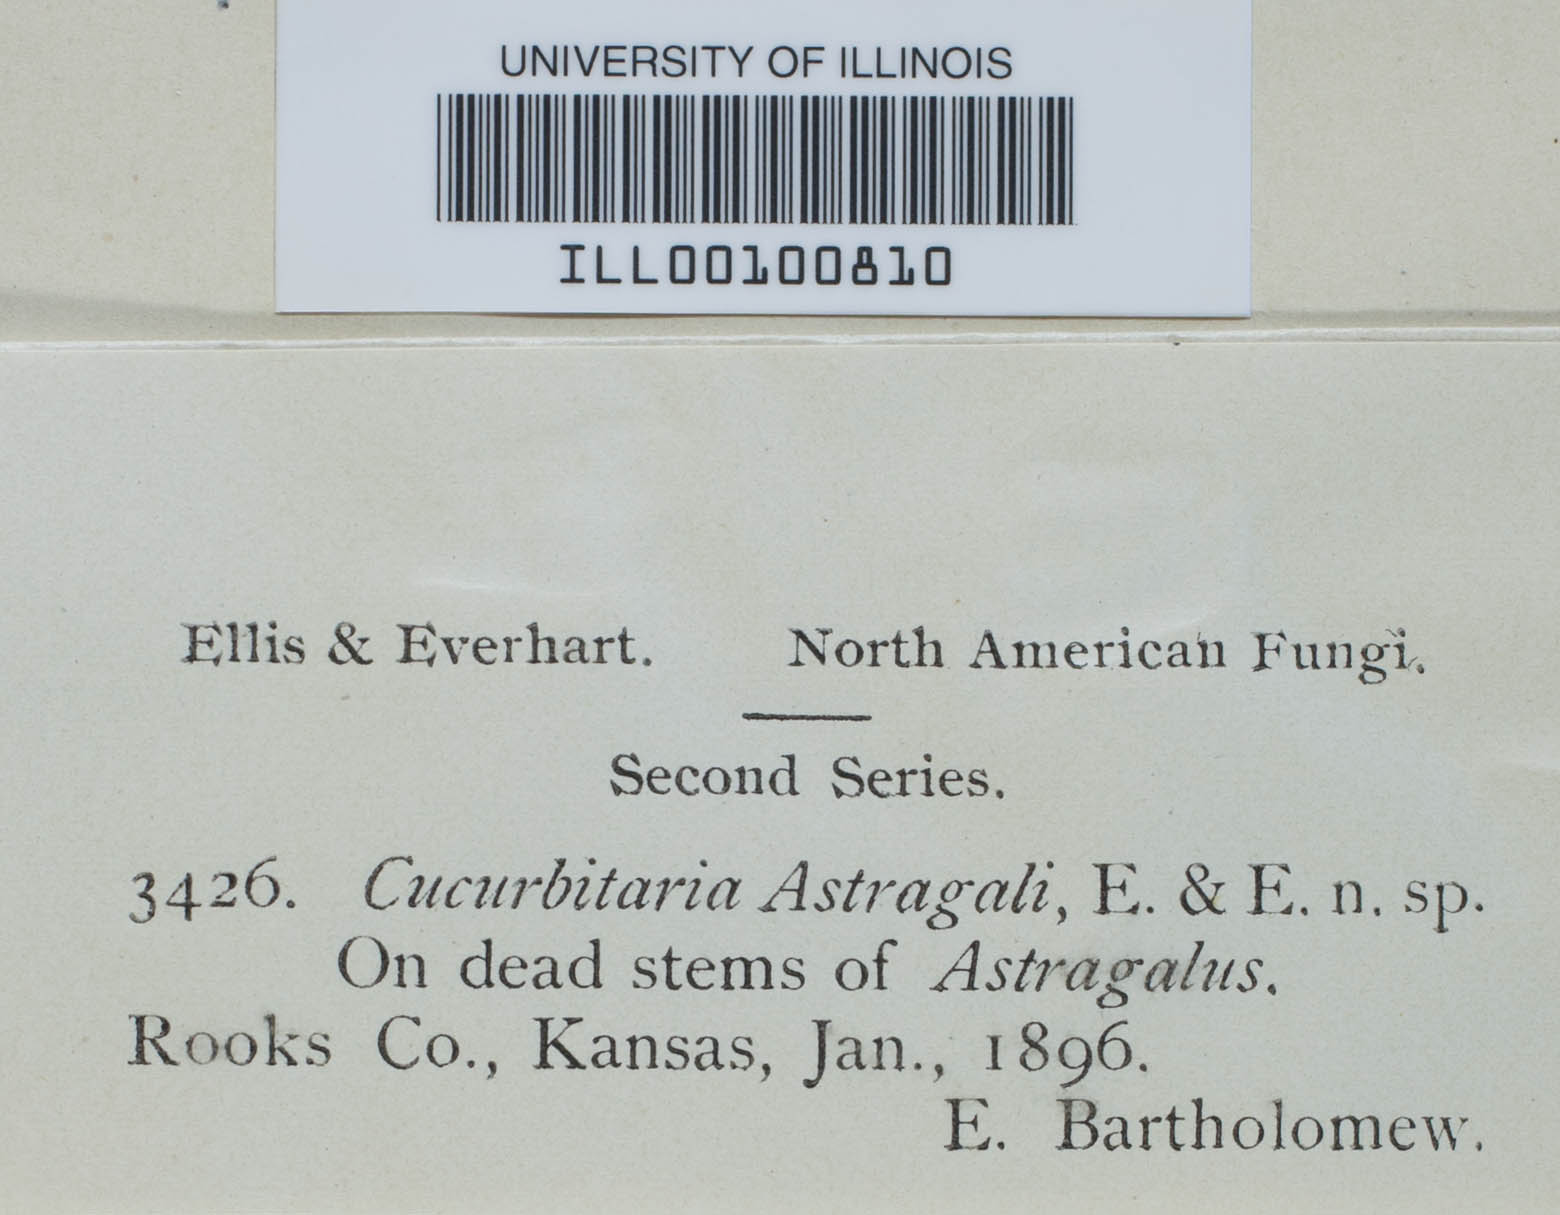 UNIVERSITY OF ILLINOIS
ILL00100810
Ellis & Everhart. North American Fungi.
Second Series.
3426. Cucurbitaria Astragali, E. & E. n. sp.
On dead stems of Astragalus.
Rooks Co., Kansas, Jan., 1896.
E. Bartholomew.